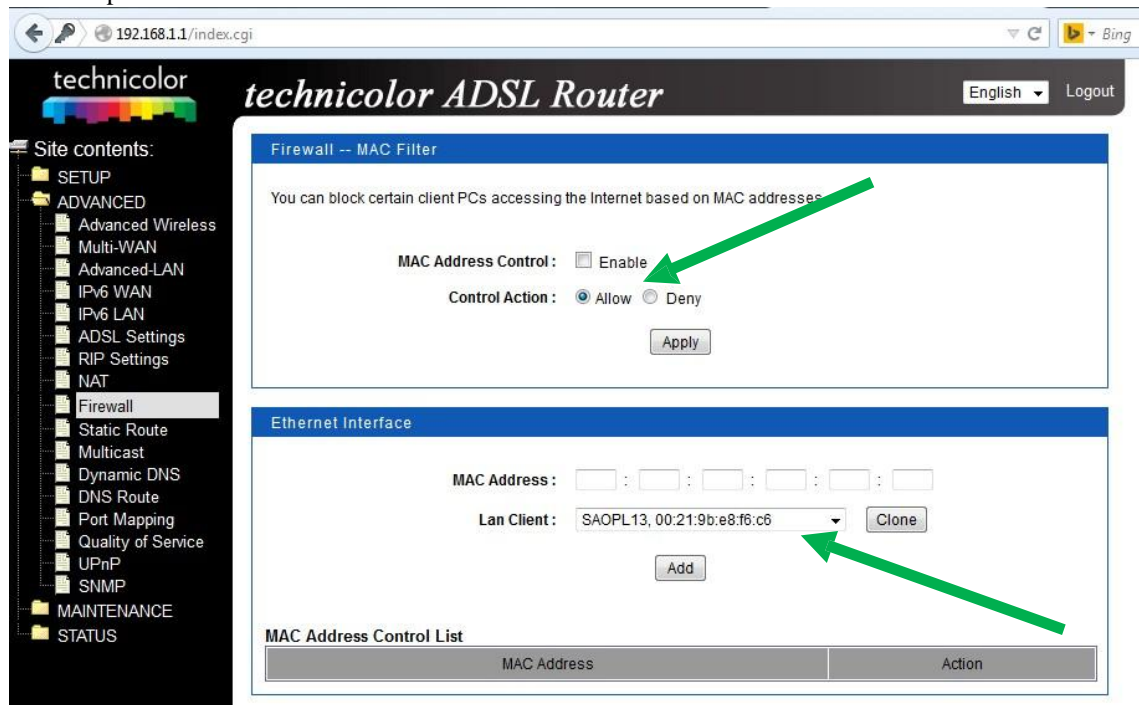 192.168.1.1/index.cgi
Bing
technicolor
technicolor ADSL Router
English
Logout
Site contents:
SETUP
ADVANCED
Advanced Wireless
Multi-WAN
Advanced-LAN
IPv6 WAN
IPv6 LAN
ADSL Settings
RIP Settings
NAT
Firewall
Static Route
Multicast
Dynamic DNS
DNS Route
Port Mapping
Quality of Service
UPnP
SNMP
MAINTENANCE
STATUS
Firewall -- MAC Filter
You can block certain client PCs accessing the Internet based on MAC addresses
MAC Address Control : Enable
Control Action : Allow Deny
Apply
Ethernet Interface
MAC Address : : : : : :
Lan Client : SAOPL13, 00:21:9b:e8:f6:c6 Clone
Add
MAC Address Control List
MAC Address Action